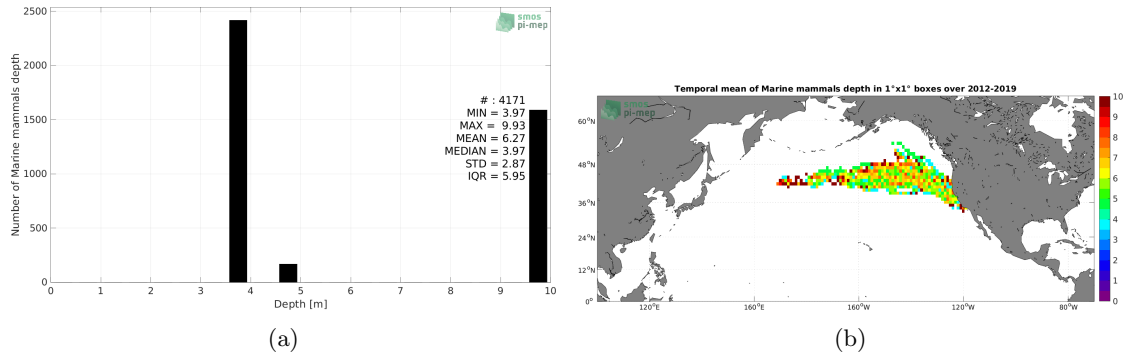 smos
pi-mep
2500
2000
1500
1000
500
0
Number of Marine mammals depth
# : 4171
MIN = 3.97
MAX = 9.93
MEAN = 6.27
MEDIAN = 3.97
STD = 2.87
IQR = 5.95
0 1 2 3 4 5 6 7 8 9 10
Depth [m]
(a)
Temporal mean of Marine mammals depth in 1°x1° boxes over 2012-2019
smos
pi-mep
60°N
48°N
36°N
24°N
12°N
0°
120°E 160°E 160°W 120°W 80°W
10
9
8
7
6
5
4
3
2
1
0
(b)